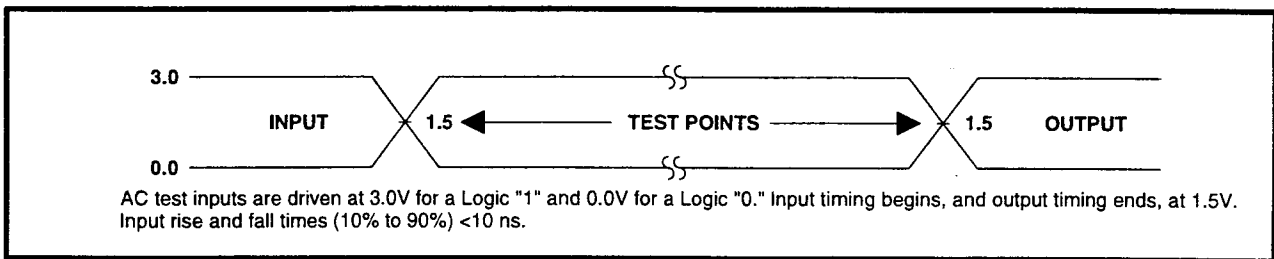 3.0
INPUT 1.5 TEST POINTS 1.5 OUTPUT
0.0
AC test inputs are driven at 3.0V for a Logic "1" and 0.0V for a Logic "0." Input timing begins, and output timing ends, at 1.5V.
Input rise and fall times (10% to 90%) <10 ns.